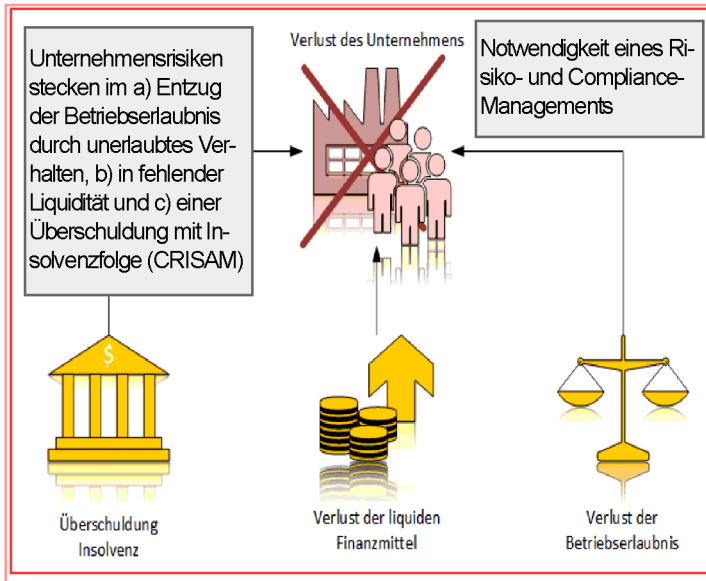 Unternehmensrisiken
stecken im a) Entzug
der Betriebserlaubnis
durch unerlaubtes Ver-
halten, b) in fehlender
Liquidität und c) einer
Überschuldung mit In-
solvenzfolge (CRISAM)
Verlust des Unternehmens
Notwendigkeit eines Ri-
siko- und Compliance-
Managements
$
Überschuldung
Insolvenz
Verlust der liquiden
Finanzmittel
Verlust der
Betriebserlaubnis